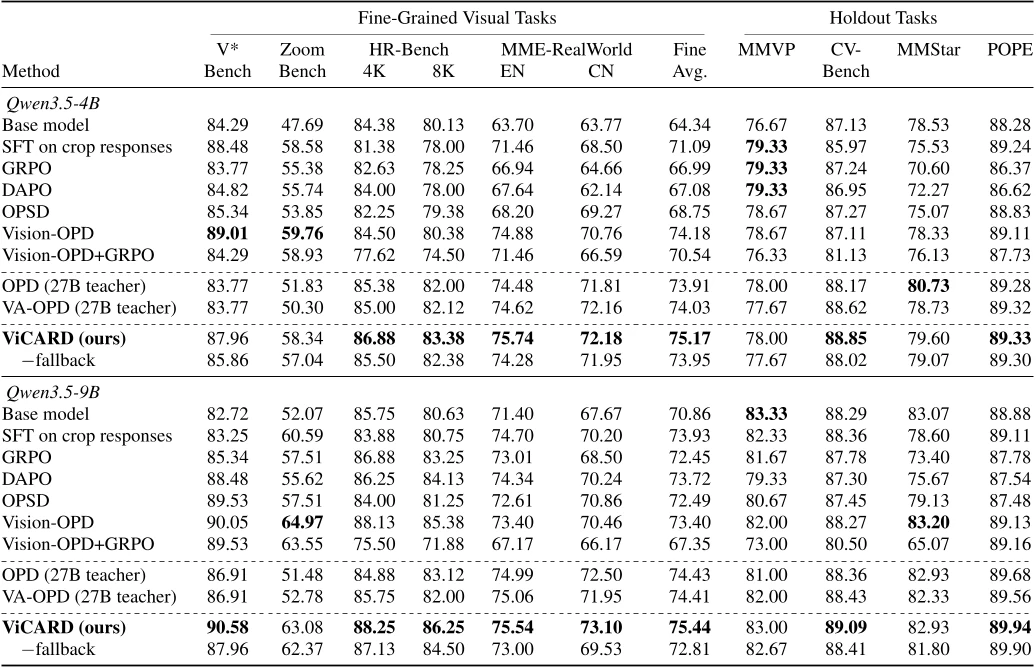 Fine-Grained Visual Tasks Holdout Tasks
V* Zoom HR-Bench MME-RealWorld Fine MMVP CV- MMStar POPE
Method Bench Bench 4K 8K EN CN Avg. Bench
Qwen3.5-4B
Base model 84.29 47.69 84.38 80.13 63.70 63.77 64.34 76.67 87.13 78.53 88.28
SFT on crop responses 88.48 58.58 81.38 78.00 71.46 68.50 71.09 79.33 85.97 75.53 89.24
GRPO 83.77 55.38 82.63 78.25 66.94 64.66 66.99 79.33 87.24 70.60 86.37
DAPO 84.82 55.74 84.00 78.00 67.64 62.14 67.08 79.33 86.95 72.27 86.62
OPSD 85.34 53.85 82.25 79.38 68.20 69.27 68.75 78.67 87.27 75.07 88.83
Vision-OPD 89.01 59.76 84.50 80.38 74.88 70.76 74.18 78.67 87.11 78.33 89.11
Vision-OPD+GRPO 84.29 58.93 77.62 74.50 71.46 66.59 70.54 76.33 81.13 76.13 87.73
OPD (27B teacher) 83.77 51.83 85.38 82.00 74.48 71.81 73.91 78.00 88.17 80.73 89.28
VA-OPD (27B teacher) 83.77 50.30 85.00 82.12 74.62 72.16 74.03 77.67 88.62 78.73 89.32
ViCARD (ours) 87.96 58.34 86.88 83.38 75.74 72.18 75.17 78.00 88.85 79.60 89.33
−fallback 85.86 57.04 85.50 82.38 74.28 71.95 73.95 77.67 88.02 79.07 89.30
Qwen3.5-9B
Base model 82.72 52.07 85.75 80.63 71.40 67.67 70.86 83.33 88.29 83.07 88.88
SFT on crop responses 83.25 60.59 83.88 80.75 74.70 70.20 73.93 82.33 88.36 78.60 89.11
GRPO 85.34 57.51 86.88 83.25 73.01 68.50 72.45 81.67 87.78 73.40 87.78
DAPO 88.48 55.62 86.25 84.13 74.34 70.24 73.72 79.33 87.30 75.67 87.54
OPSD 89.53 57.51 84.00 81.25 72.61 70.86 72.49 80.67 87.45 79.13 87.48
Vision-OPD 90.05 64.97 88.13 85.38 73.40 70.46 73.40 82.00 88.27 83.20 89.13
Vision-OPD+GRPO 89.53 63.55 75.50 71.88 67.17 66.17 67.35 73.00 80.50 65.07 89.16
OPD (27B teacher) 86.91 51.48 84.88 83.12 74.99 72.50 74.43 81.00 88.36 82.93 89.68
VA-OPD (27B teacher) 86.91 52.78 85.75 82.00 75.06 71.95 74.41 82.00 88.43 82.33 89.56
ViCARD (ours) 90.58 63.08 88.25 86.25 75.54 73.10 75.44 83.00 89.09 82.93 89.94
−fallback 87.96 62.37 87.13 84.50 73.00 69.53 72.81 82.67 88.41 81.80 89.90